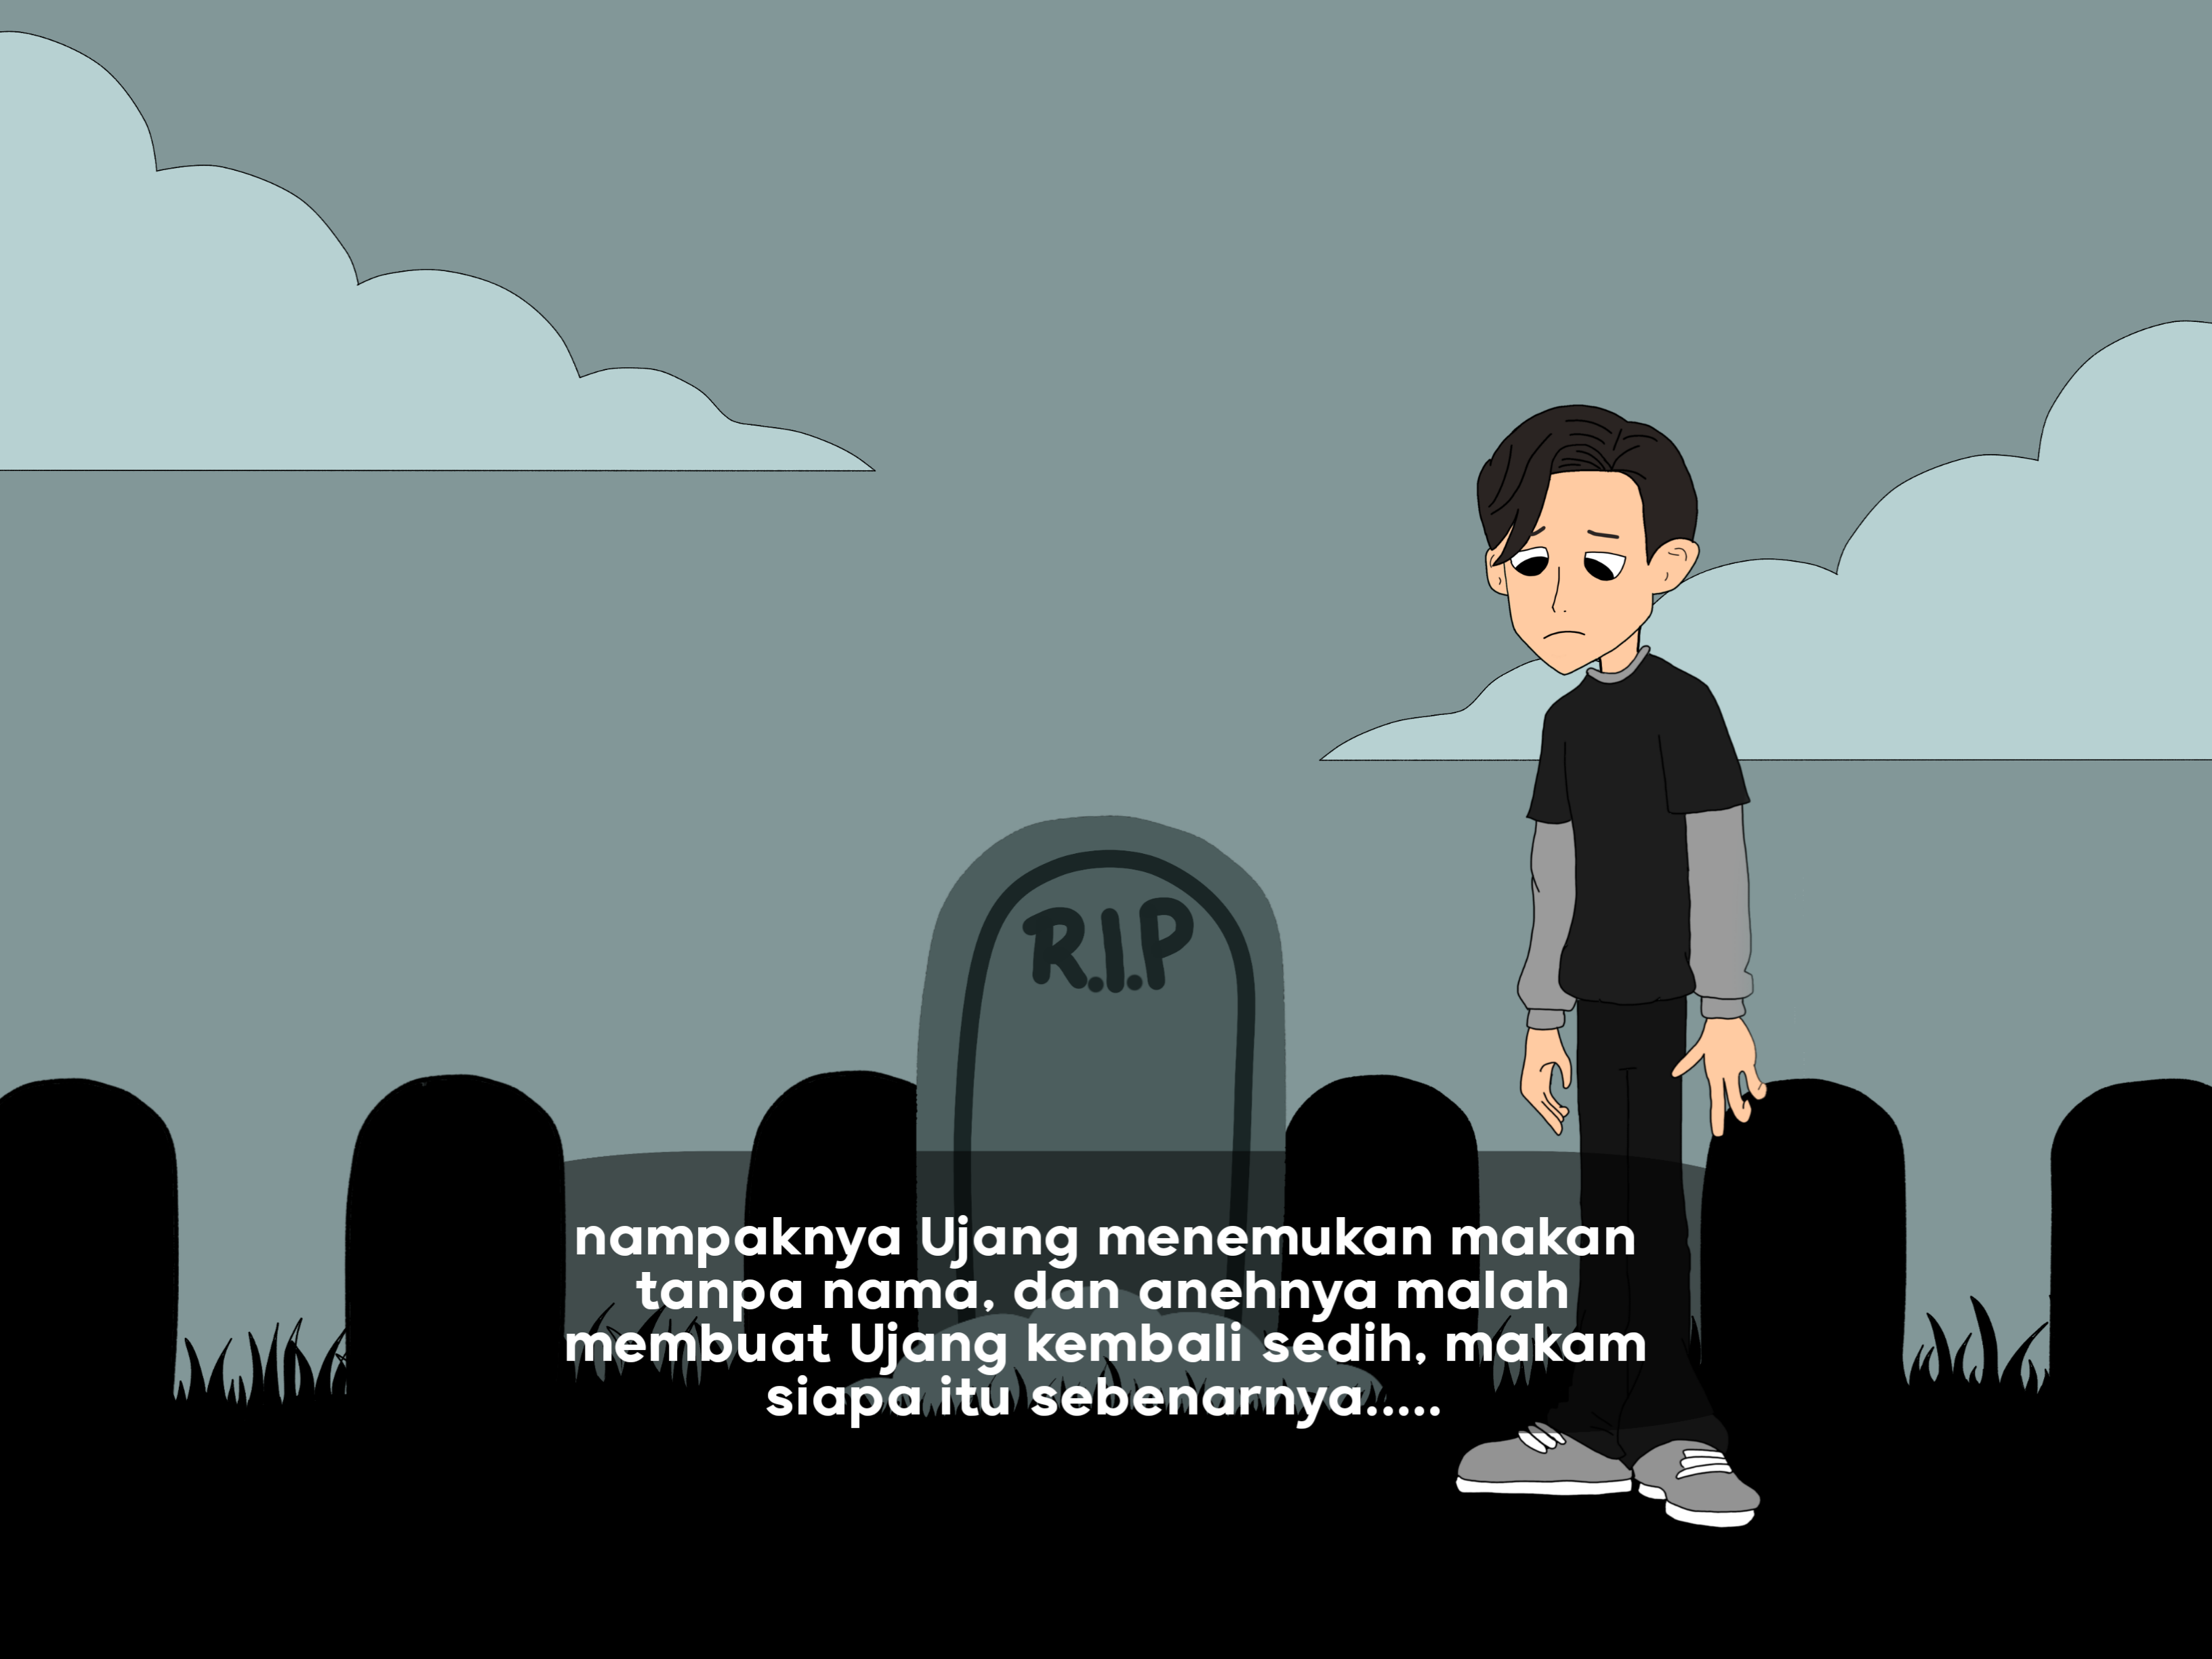 R.I.P
nampaknya Ujang menemukan makan
tanpa nama, dan anehnya malah
membuat Ujang kembali sedih, makam
siapa itu sebenarnya.....